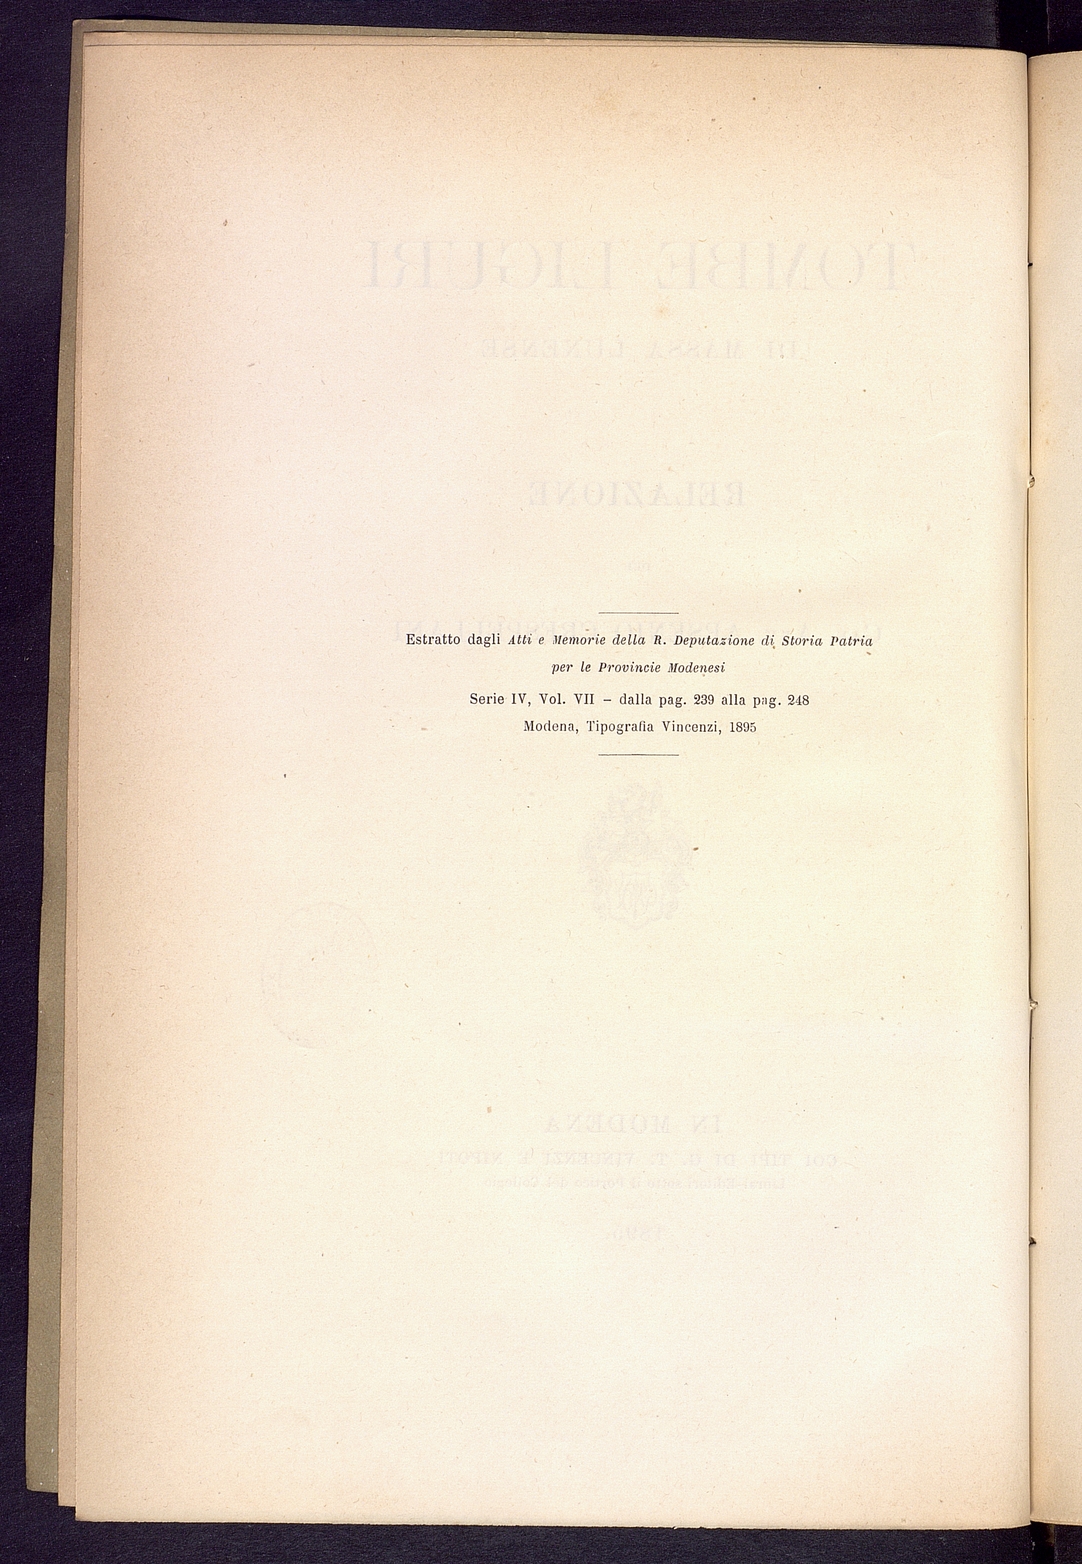 Estratto dagli Atti e Memorie della R. Deputazione di Storia Patria
per le Provincie Modenesi
Serie IV, Vol. VII – dalla pag. 239 alla pag. 248
Modena, Tipografia Vincenzi, 1895